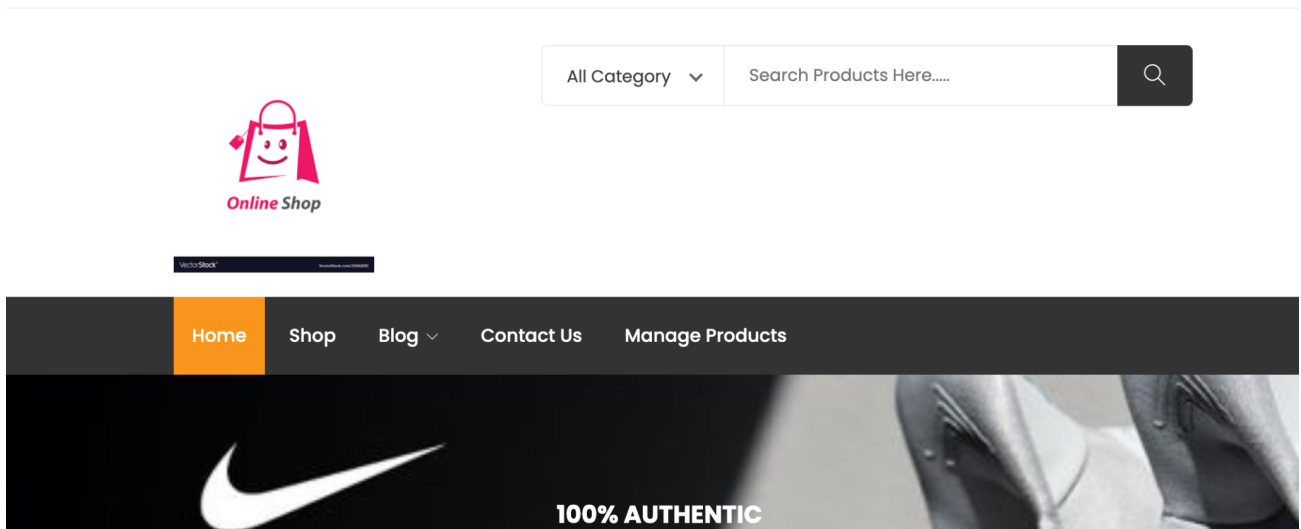 All Category
Search Products Here.....
Online Shop
VectorStock®
Home
Shop
Blog
Contact Us
Manage Products
100% AUTHENTIC